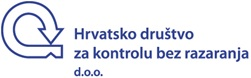 Hrvatsko društvo
za kontrolu bez razaranja
d.o.o.